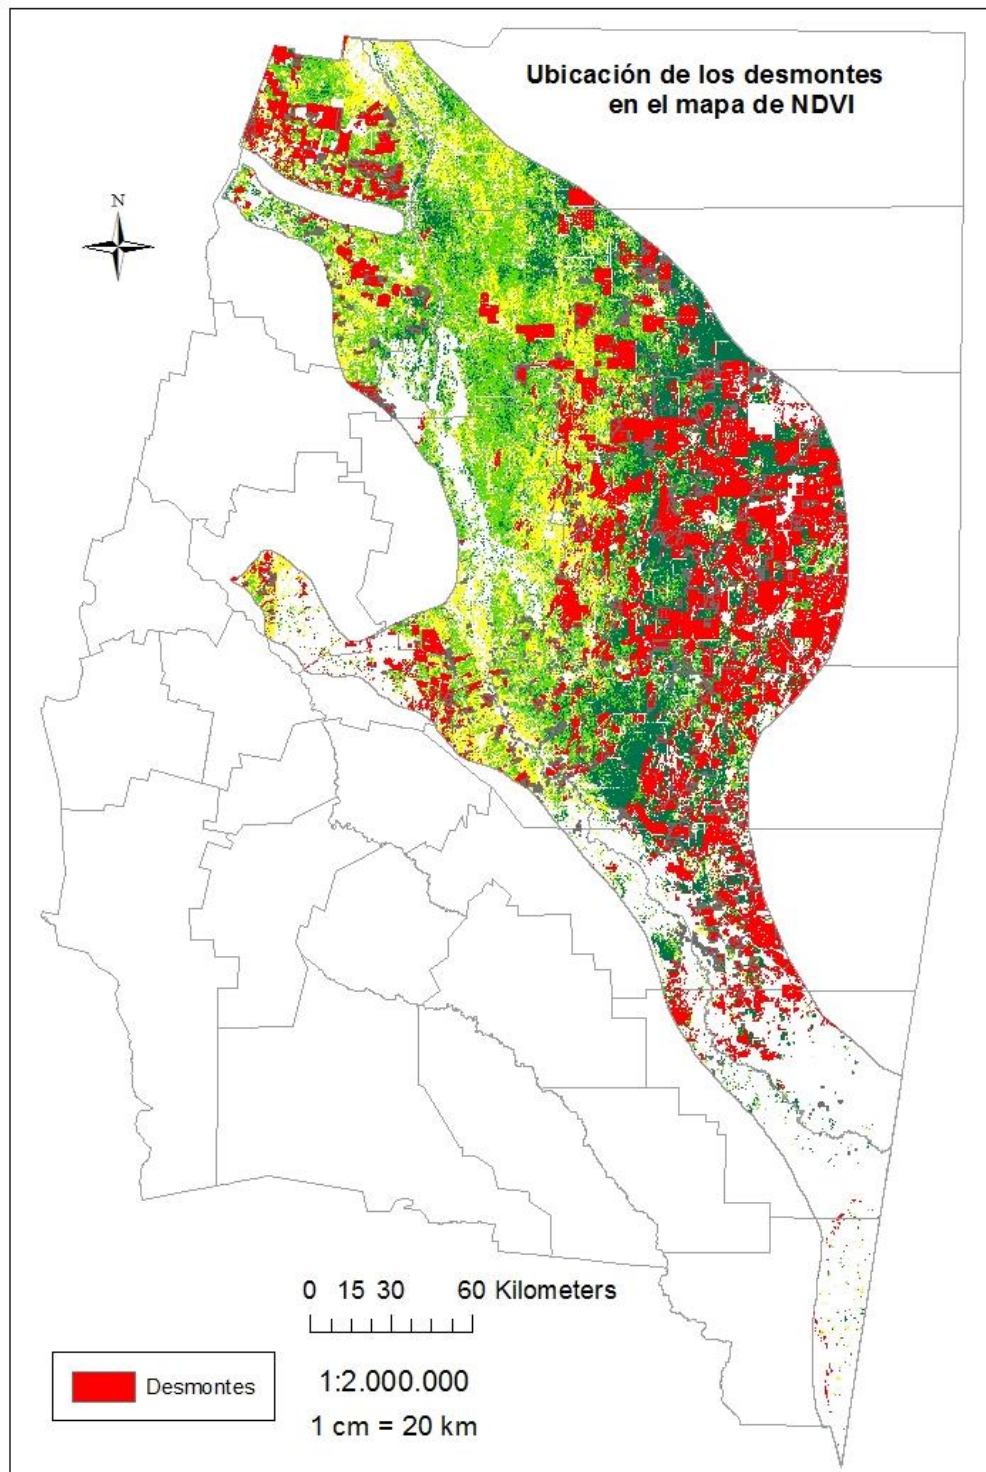 Ubicación de los desmontes
en el mapa de NDVI
N
0 15 30 60 Kilometers
Desmontes
1:2.000.000
1 cm = 20 km